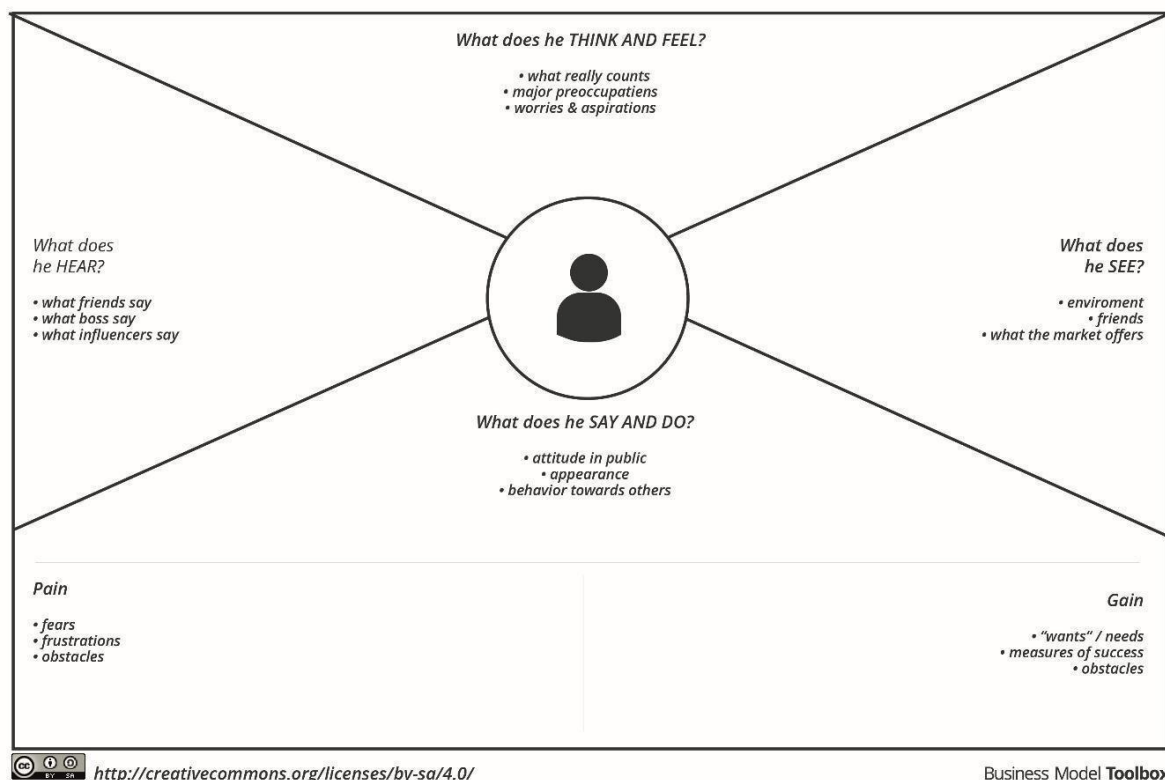 What does he THINK AND FEEL?
• what really counts
• major preoccupatiens
• worries & aspirations
What does
he HEAR?
• what friends say
• what boss say
• what influencers say
What does
he SEE?
• enviroment
• friends
• what the market offers
What does he SAY AND DO?
• attitude in public
• appearance
• behavior towards others
Pain
• fears
• frustrations
• obstacles
Gain
• “wants“ / needs
• measures of success
• obstacles
cc BY SA
http://creativecommons.org/licenses/by-sa/4.0/
Business Model Toolbox